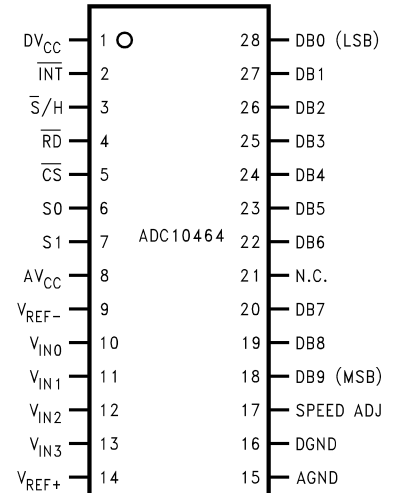 DVCC 1 28 DB0 (LSB)
INT 2 27 DB1
S/H 3 26 DB2
RD 4 25 DB3
CS 5 24 DB4
S0 6 23 DB5
S1 7 ADC10464 22 DB6
AVCC 8 21 N.C.
VREF- 9 20 DB7
VIN0 10 19 DB8
VIN1 11 18 DB9 (MSB)
VIN2 12 17 SPEED ADJ
VIN3 13 16 DGND
VREF+ 14 15 AGND